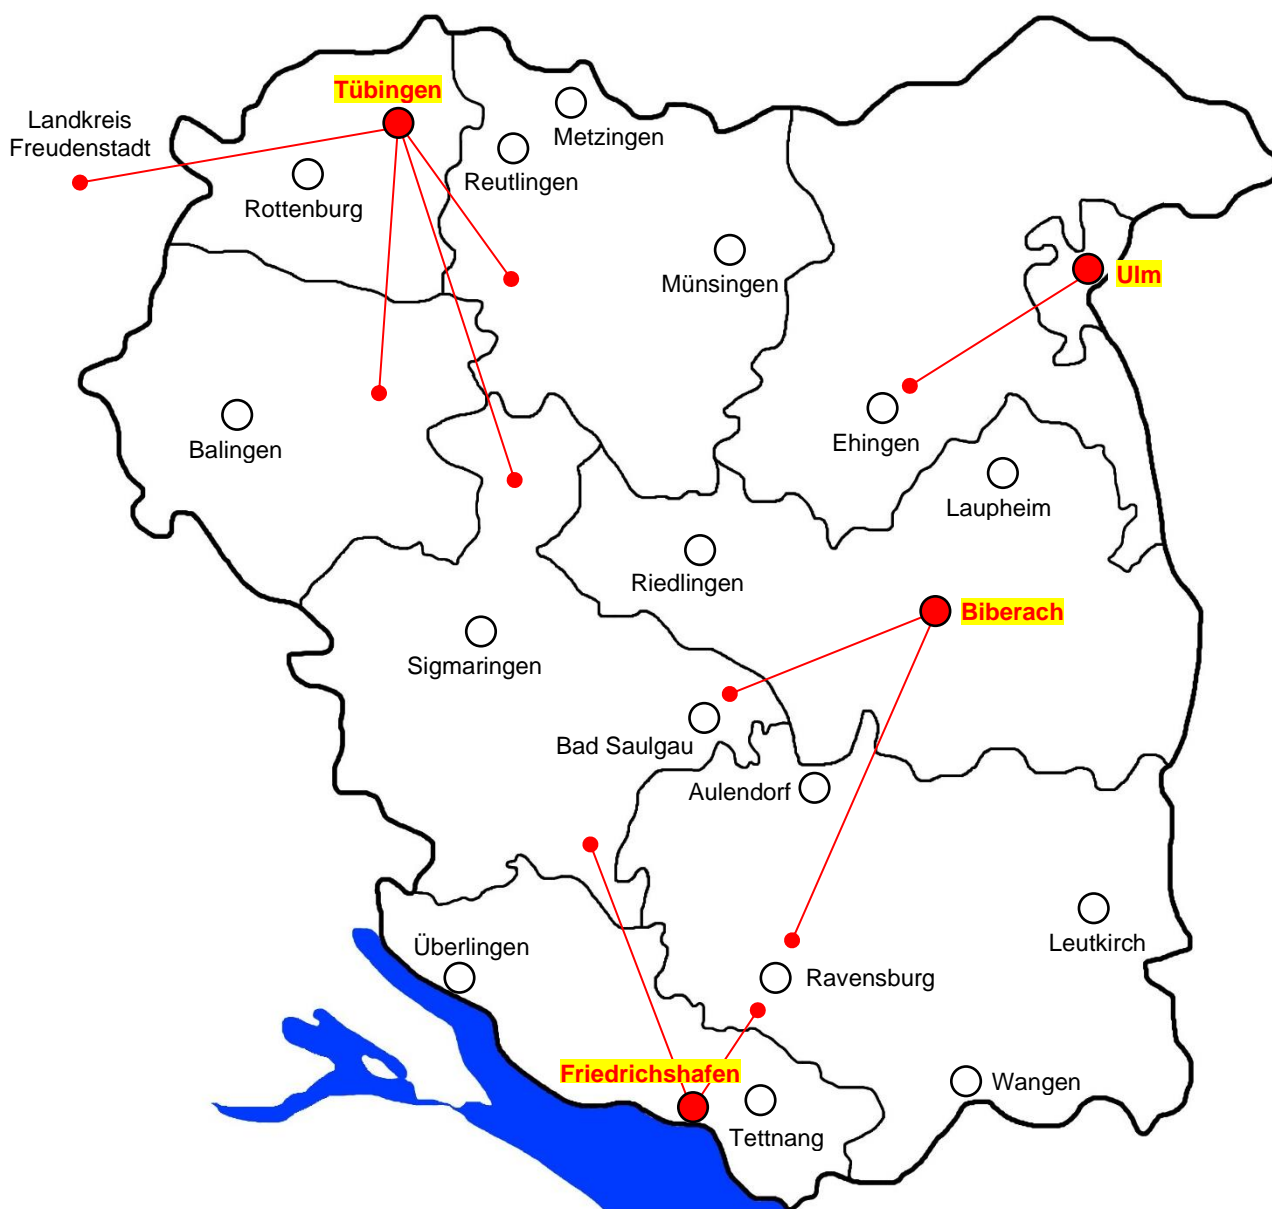 Tübingen
Metzingen
Landkreis
Freudenstadt
Reutlingen
Rottenburg
Münsingen
Ulm
Balingen
Ehingen
Laupheim
Riedlingen
Biberach
Sigmaringen
Bad Saulgau
Aulendorf
Überlingen
Leutkirch
Ravensburg
Friedrichshafen
Wangen
Tettnang